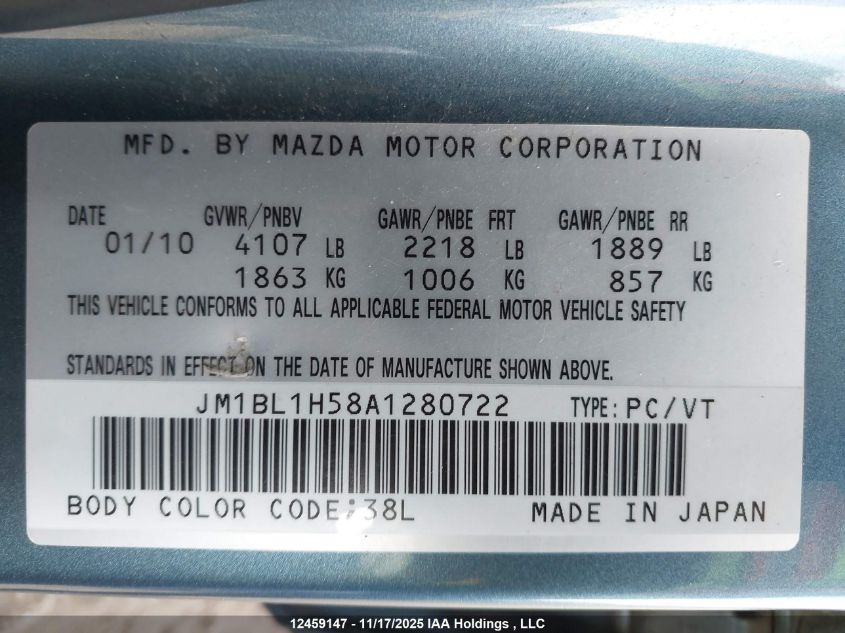 MFD. BY MAZDA MOTOR CORPORATION
DATE GVWR/PNBV GAWR/PNBE FRT GAWR/PNBE RR
01/10 4107 LB 2218 LB 1889 LB
1863 KG 1006 KG 857 KG
THIS VEHICLE CONFORMS TO ALL APPLICABLE FEDERAL MOTOR VEHICLE SAFETY
STANDARDS IN EFFECT ON THE DATE OF MANUFACTURE SHOWN ABOVE.
JM1BL1H58A1280722 TYPE: PC/VT
BODY COLOR CODE:38L MADE IN JAPAN
12459147 - 11/17/2025 IAA Holdings , LLC